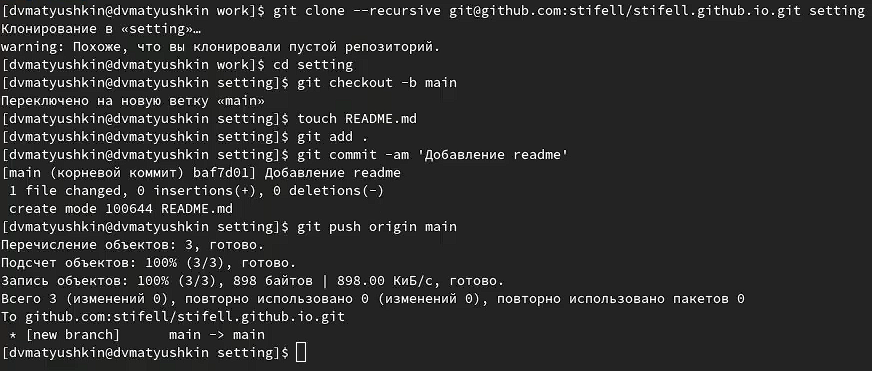 [dvmatyushkin@dvmatyushkin work]$ git clone --recursive git@github.com:stifell/stifell.github.io.git setting
Клонирование в «setting»…
warning: Похоже, что вы клонировали пустой репозиторий.
[dvmatyushkin@dvmatyushkin work]$ cd setting
[dvmatyushkin@dvmatyushkin setting]$ git checkout -b main
Переключено на новую ветку «main»
[dvmatyushkin@dvmatyushkin setting]$ touch README.md
[dvmatyushkin@dvmatyushkin setting]$ git add .
[dvmatyushkin@dvmatyushkin setting]$ git commit -am 'Добавление readme'
[main (корневой коммит) baf7d01] Добавление readme
 1 file changed, 0 insertions(+), 0 deletions(-)
 create mode 100644 README.md
[dvmatyushkin@dvmatyushkin setting]$ git push origin main
Перечисление объектов: 3, готово.
Подсчет объектов: 100% (3/3), готово.
Запись объектов: 100% (3/3), 898 байтов | 898.00 КиБ/с, готово.
Всего 3 (изменений 0), повторно использовано 0 (изменений 0), повторно использовано пакетов 0
To github.com:stifell/stifell.github.io.git
 * [new branch]      main -> main
[dvmatyushkin@dvmatyushkin setting]$